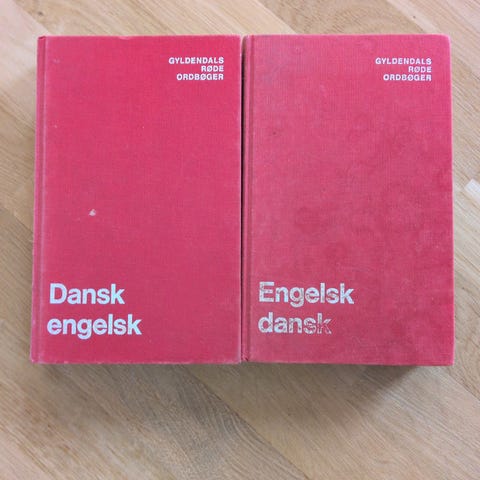 GYLDENDALS
RØDE
ORDBØGER
Dansk
engelsk
GYLDENDALS
RØDE
ORDBØGER
Engelsk
dansk